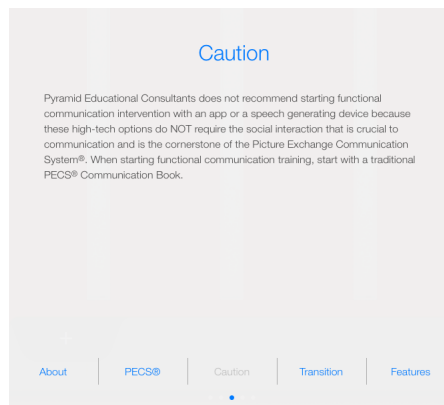 Caution
Pyramid Educational Consultants does not recommend starting functional
communication intervention with an app or a speech generating device because
these high-tech options do NOT require the social interaction that is crucial to
communication and is the cornerstone of the Picture Exchange Communication
System®. When starting functional communication training, start with a traditional
PECS® Communication Book.
About PECS® Caution Transition Features